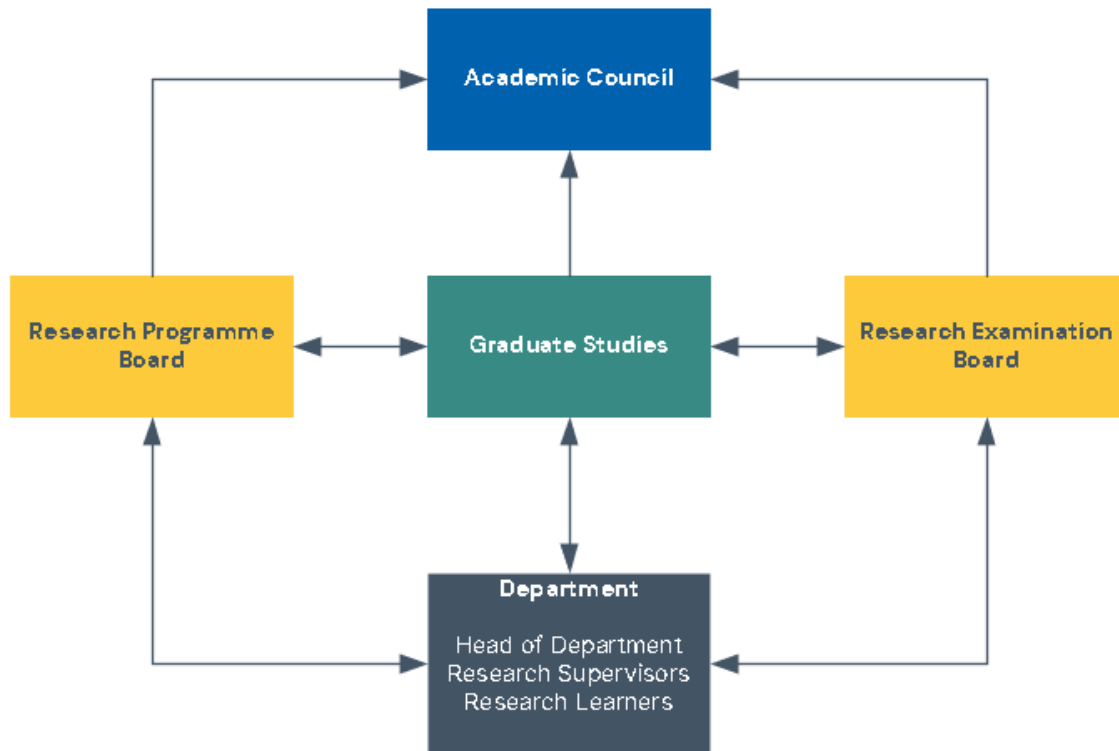 Academic Council
Research Programme
Board
Graduate Studies
Research Examination
Board
Department
Head of Department
Research Supervisors
Research Learners